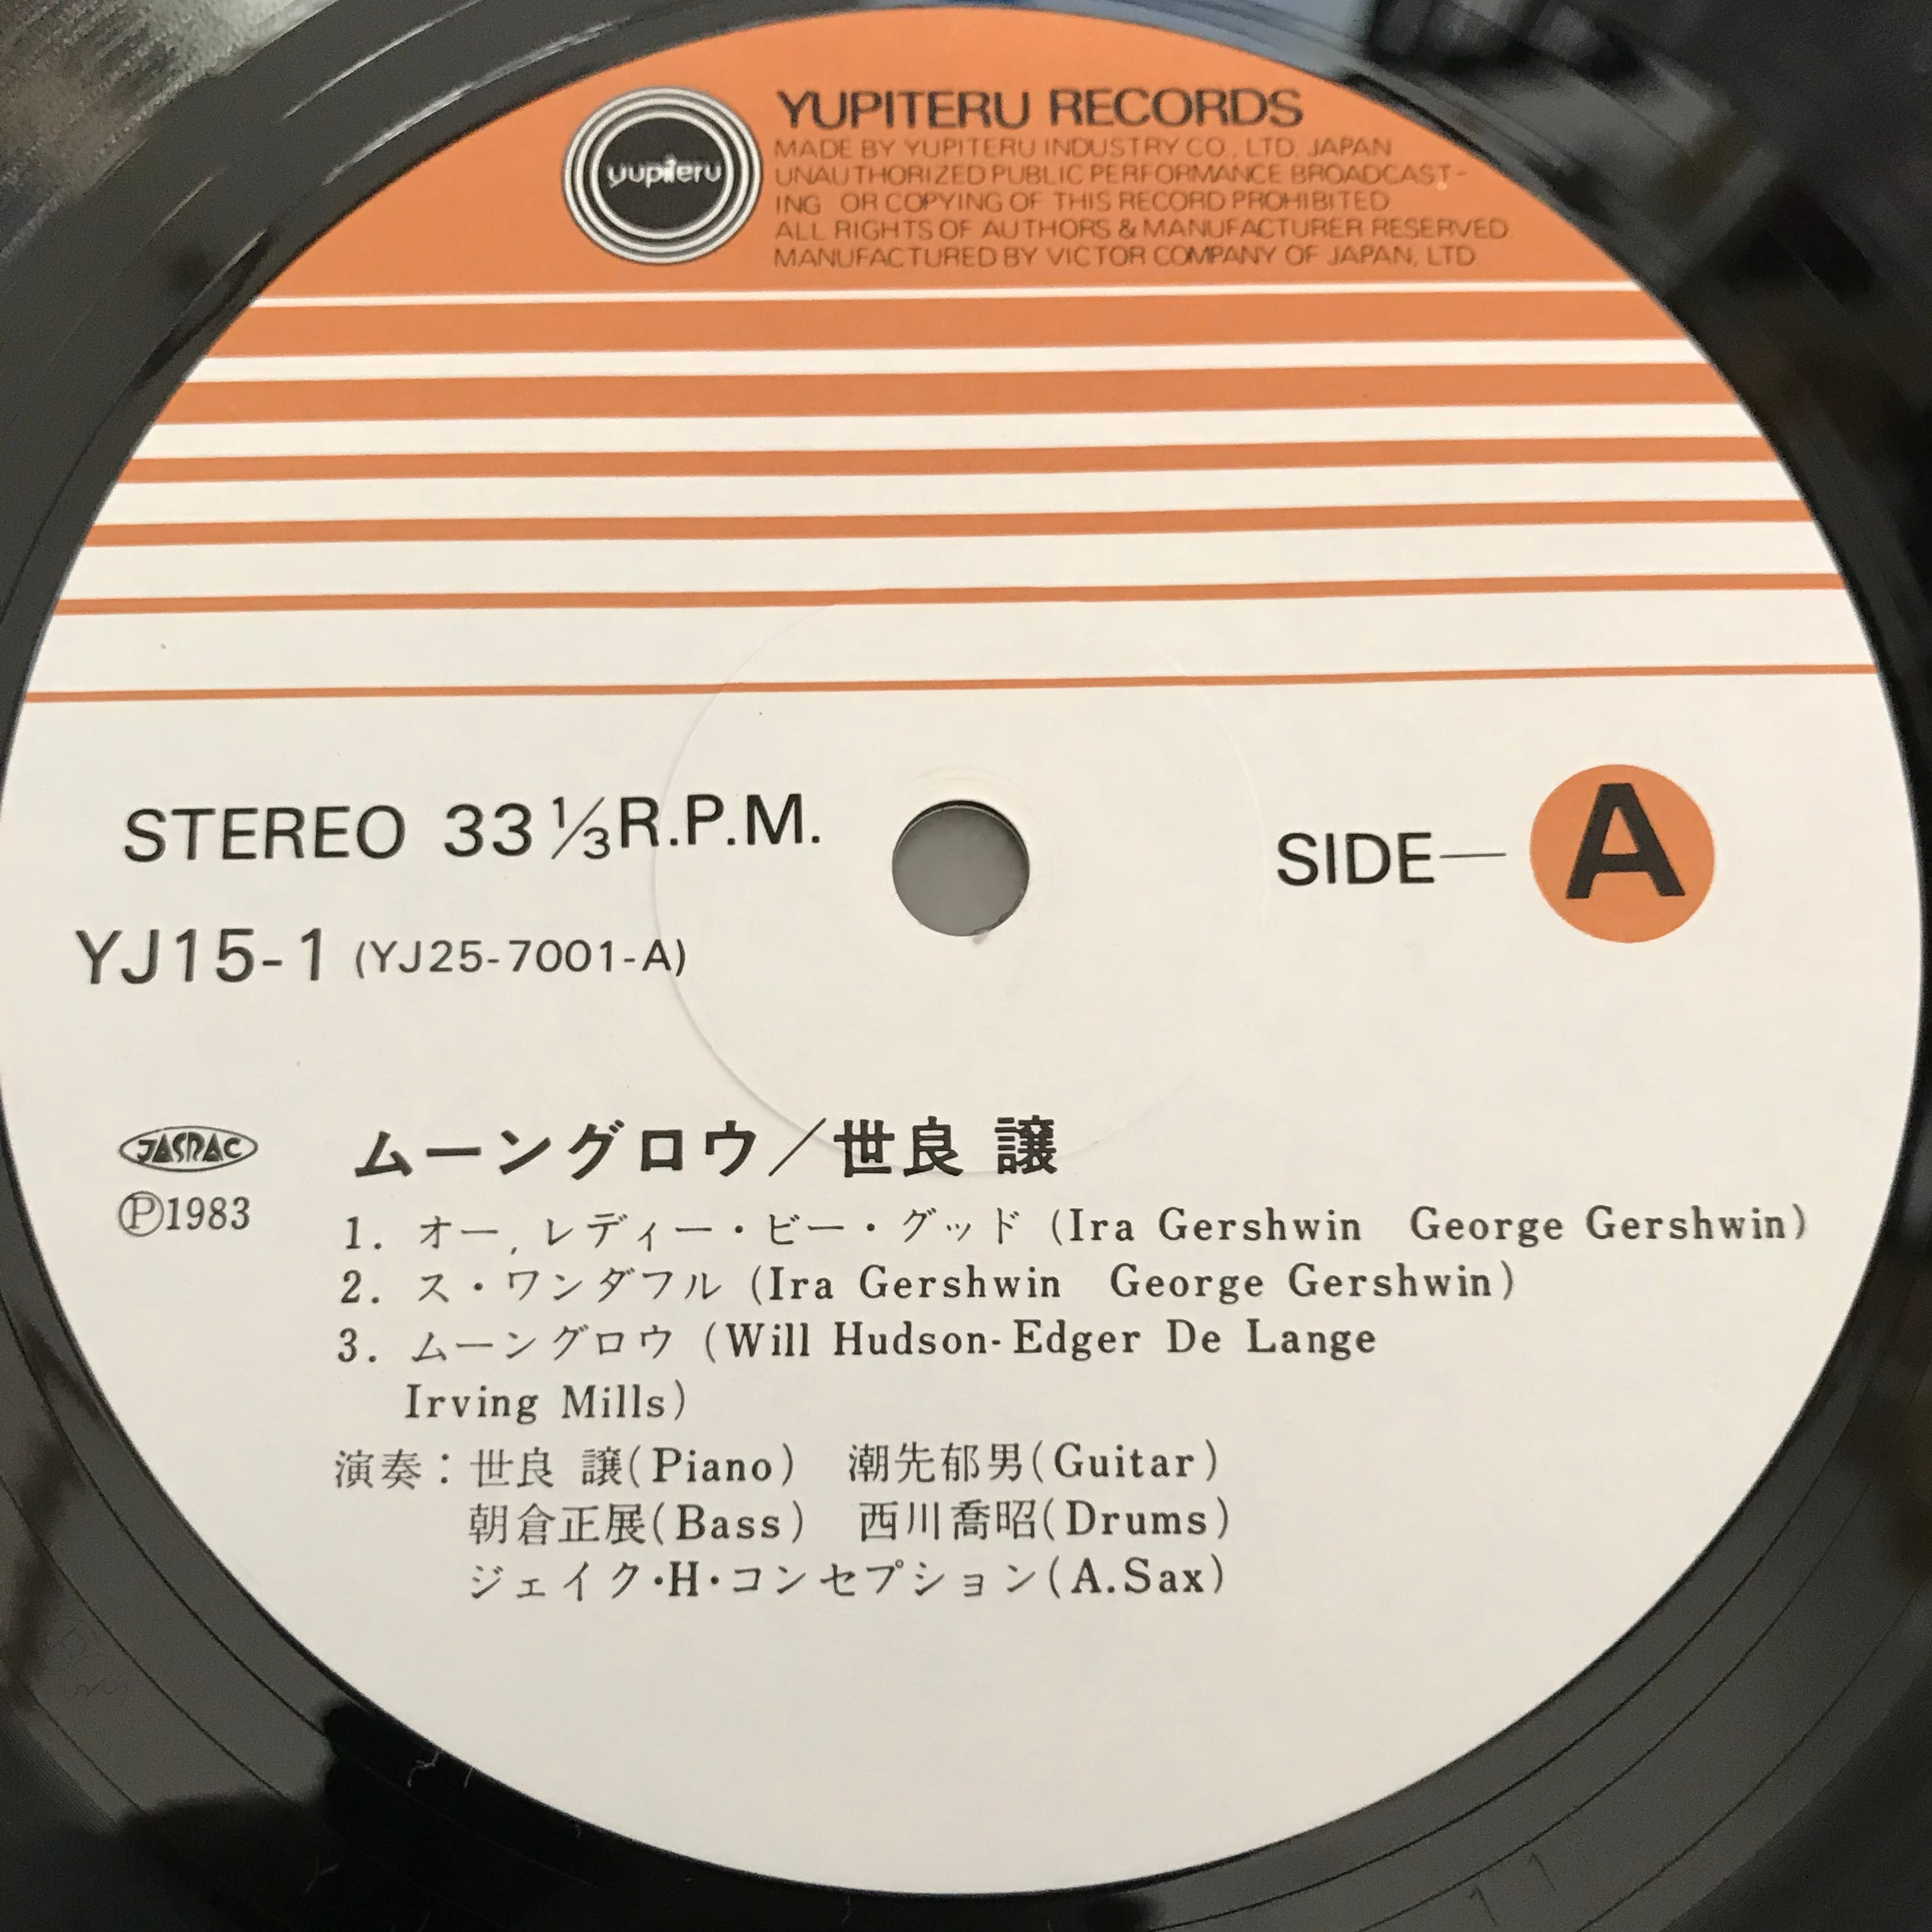 yupiteru
YUPITERU RECORDS
MADE BY YUPITERU INDUSTRY CO., LTD. JAPAN
UNAUTHORIZED PUBLIC PERFORMANCE BROADCAST-
ING OR COPYING OF THIS RECORD PROHIBITED
ALL RIGHTS OF AUTHORS & MANUFACTURER RESERVED
MANUFACTURED BY VICTOR COMPANY OF JAPAN, LTD
STEREO 33 1/3 R.P.M.
SIDE—A
YJ15-1 (YJ25-7001-A)
JASRAC
Ⓟ1983
ムーングロウ／世良 譲
1. オー, レディー・ビー・グッド (Ira Gershwin George Gershwin)
2. ス・ワンダフル (Ira Gershwin George Gershwin)
3. ムーングロウ (Will Hudson-Edger De Lange
Irving Mills)
演奏：世良 譲(Piano) 潮先郁男(Guitar)
朝倉正展(Bass) 西川喬昭(Drums)
ジェイク・H・コンセプション(A.Sax)